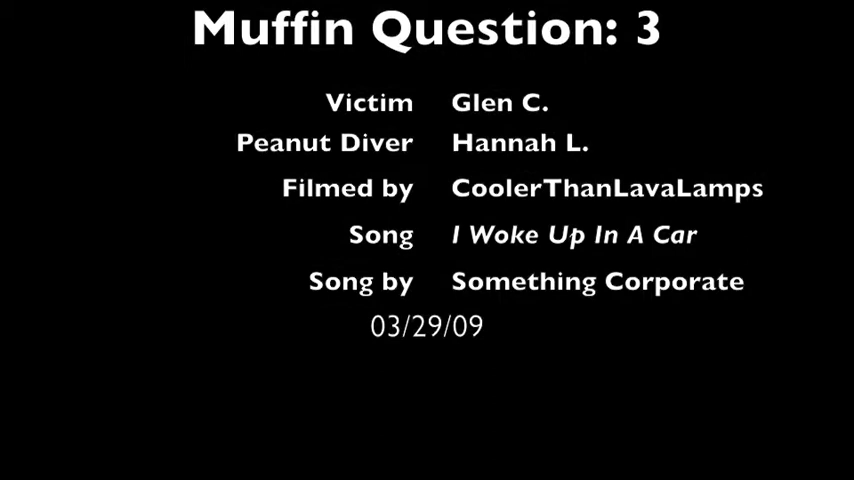 Muffin Question: 3
Victim Glen C.
Peanut Diver Hannah L.
Filmed by CoolerThanLavaLamps
Song I Woke Up In A Car
Song by Something Corporate
03/29/09